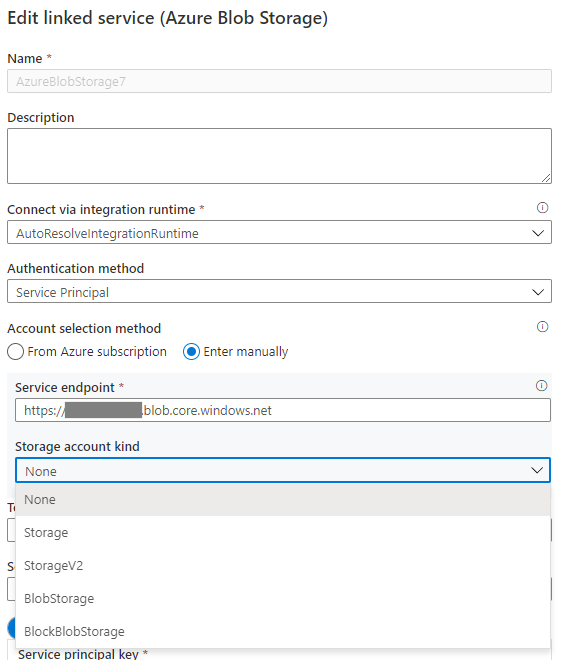 Edit linked service (Azure Blob Storage)
Name *
AzureBlobStorage7
Description
Connect via integration runtime *
AutoResolveIntegrationRuntime
Authentication method
Service Principal
Account selection method
From Azure subscription Enter manually
Service endpoint *
https:// .blob.core.windows.net
Storage account kind
None
None
Storage
StorageV2
BlobStorage
BlockBlobStorage
Service principal key *